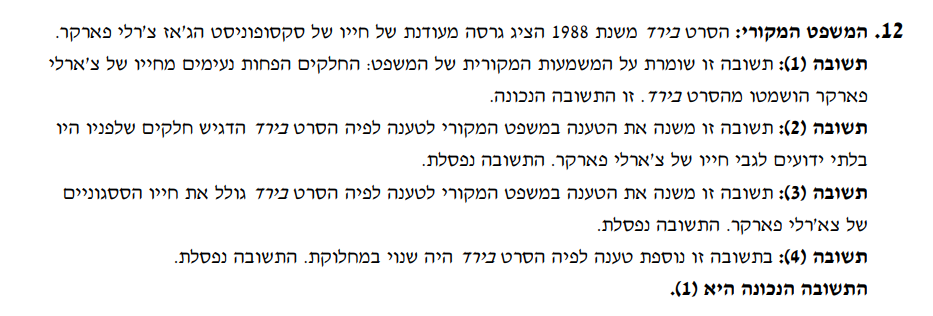 12. המשפט המקורי: הסרט בירד משנת 1988 הציג גרסה מעודנת של חייו של סקסופוניסט הג'אז צ'רלי פארקר.
תשובה (1): תשובה זו שומרת על המשמעות המקורית של המשפט: החלקים הפחות נעימים מחייו של צ'ארלי
פארקר הושמטו מהסרט בירד. זו התשובה הנכונה.
תשובה (2): תשובה זו משנה את הטענה במשפט המקורי לטענה לפיה הסרט בירד הדגיש חלקים שלפניו היו
בלתי ידועים לגבי חייו של צ'ארלי פארקר. התשובה נפסלת.
תשובה (3): תשובה זו משנה את הטענה במשפט המקורי לטענה לפיה הסרט בירד גולל את חייו הססגוניים
של צא'רלי פארקר. התשובה נפסלת.
תשובה (4): בתשובה זו נוספת טענה לפיה הסרט בירד היה שנוי במחלוקת. התשובה נפסלת.
התשובה הנכונה היא (1).